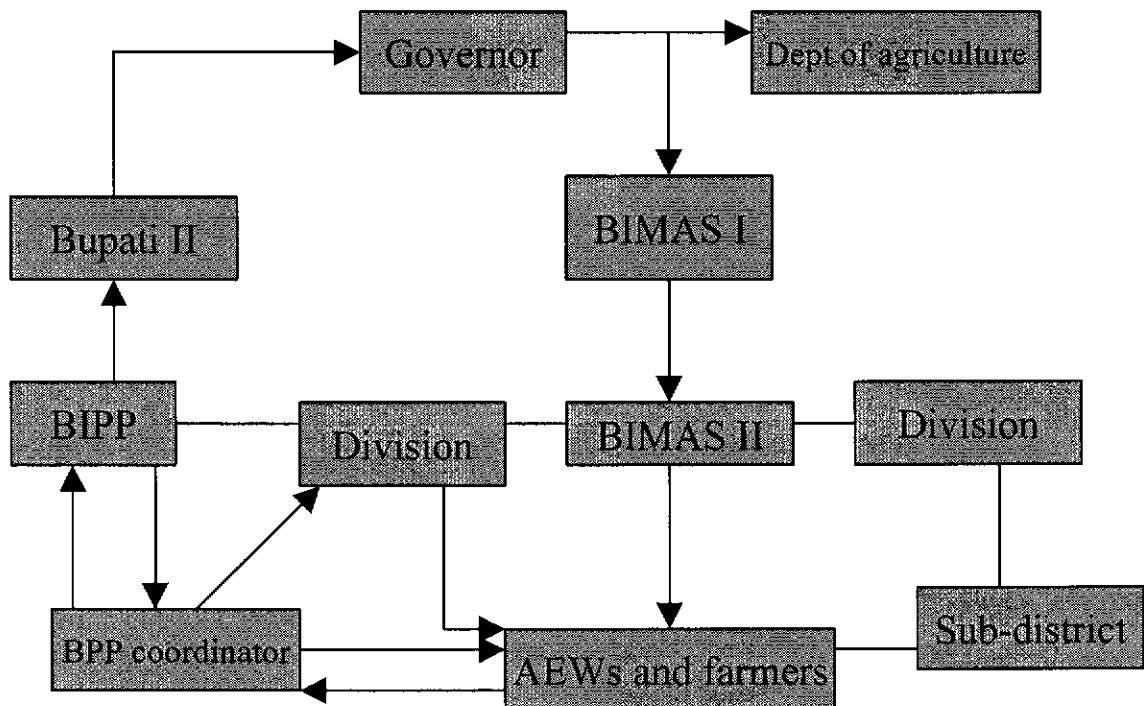 Governor
Dept of agriculture
Bupati II
BIMAS I
BIPP
Division
BIMAS II
Division
BPP coordinator
AEWs and farmers
Sub-district